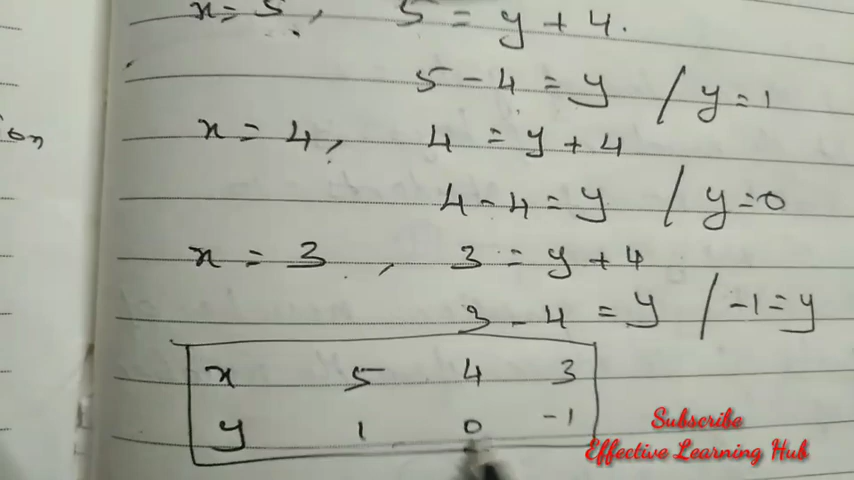 x = 5, 5 = y + 4.
5 - 4 = y / y = 1
x = 4, 4 = y + 4
4 - 4 = y / y = 0
x = 3, 3 = y + 4
3 - 4 = y / -1 = y
x 5 4 3
y 1 0 -1
Subscribe
Effective Learning Hub